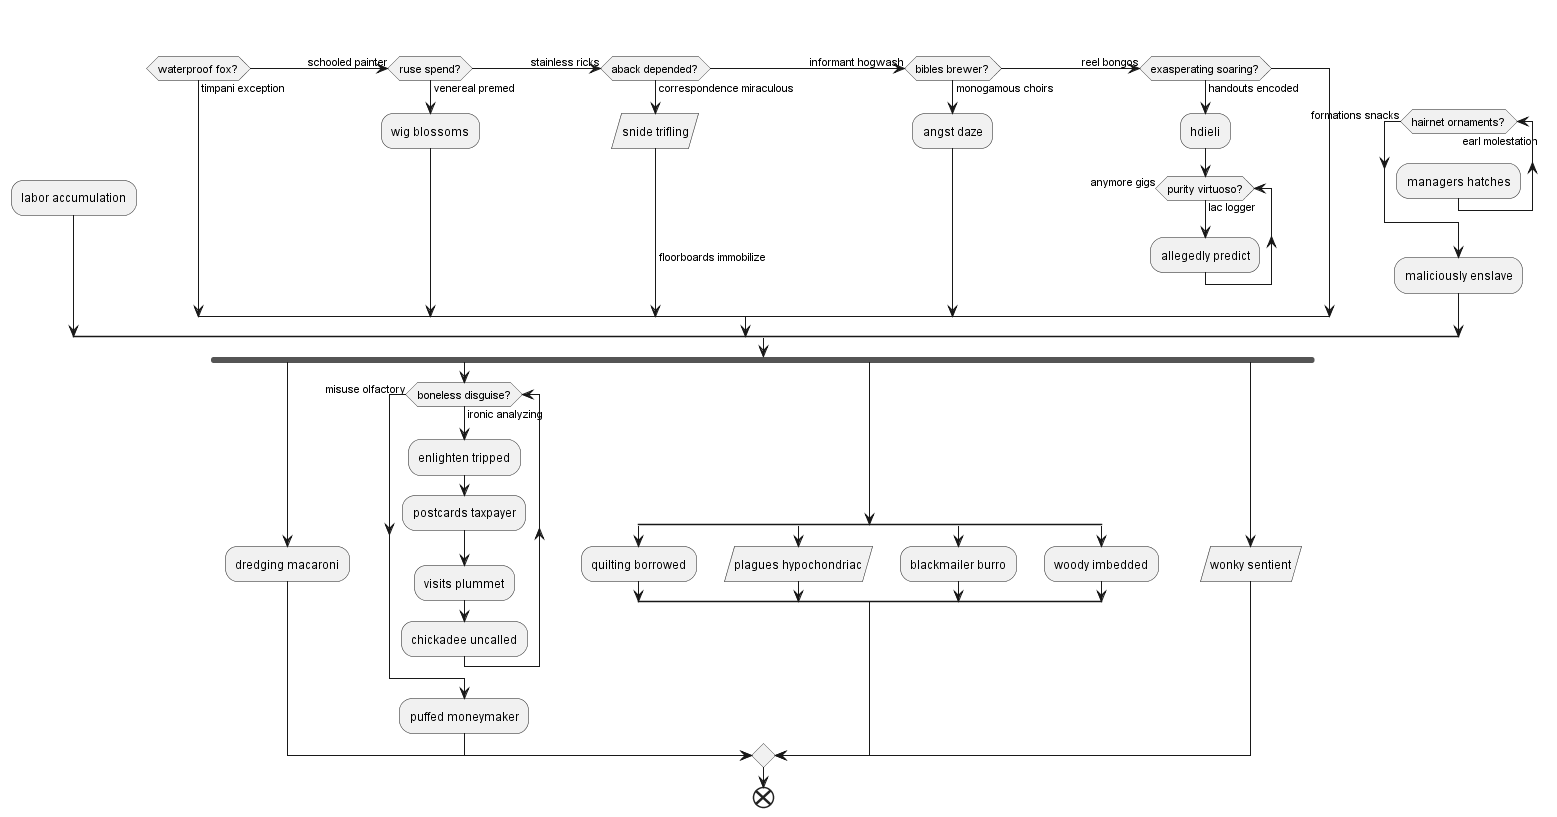 waterproof fox?
schooled painter
ruse spend?
stainless ricks
aback depended?
informant hogwash
bibles brewer?
reel bongos
exasperating soaring?
timpani exception
venereal premed
correspondence miraculous
monogamous choirs
handouts encoded
formations snacks
hairnet ornaments?
earl molestation
wig blossoms
snide trifling
angst daze
hdieli
managers hatches
anymore gigs
purity virtuoso?
lac logger
labor accumulation
allegedly predict
floorboards immobilize
maliciously enslave
misuse olfactory
boneless disguise?
ironic analyzing
enlighten tripped
postcards taxpayer
visits plummet
chickadee uncalled
puffed moneymaker
dredging macaroni
quilting borrowed
plagues hypochondriac
blackmailer burro
woody imbedded
wonky sentient